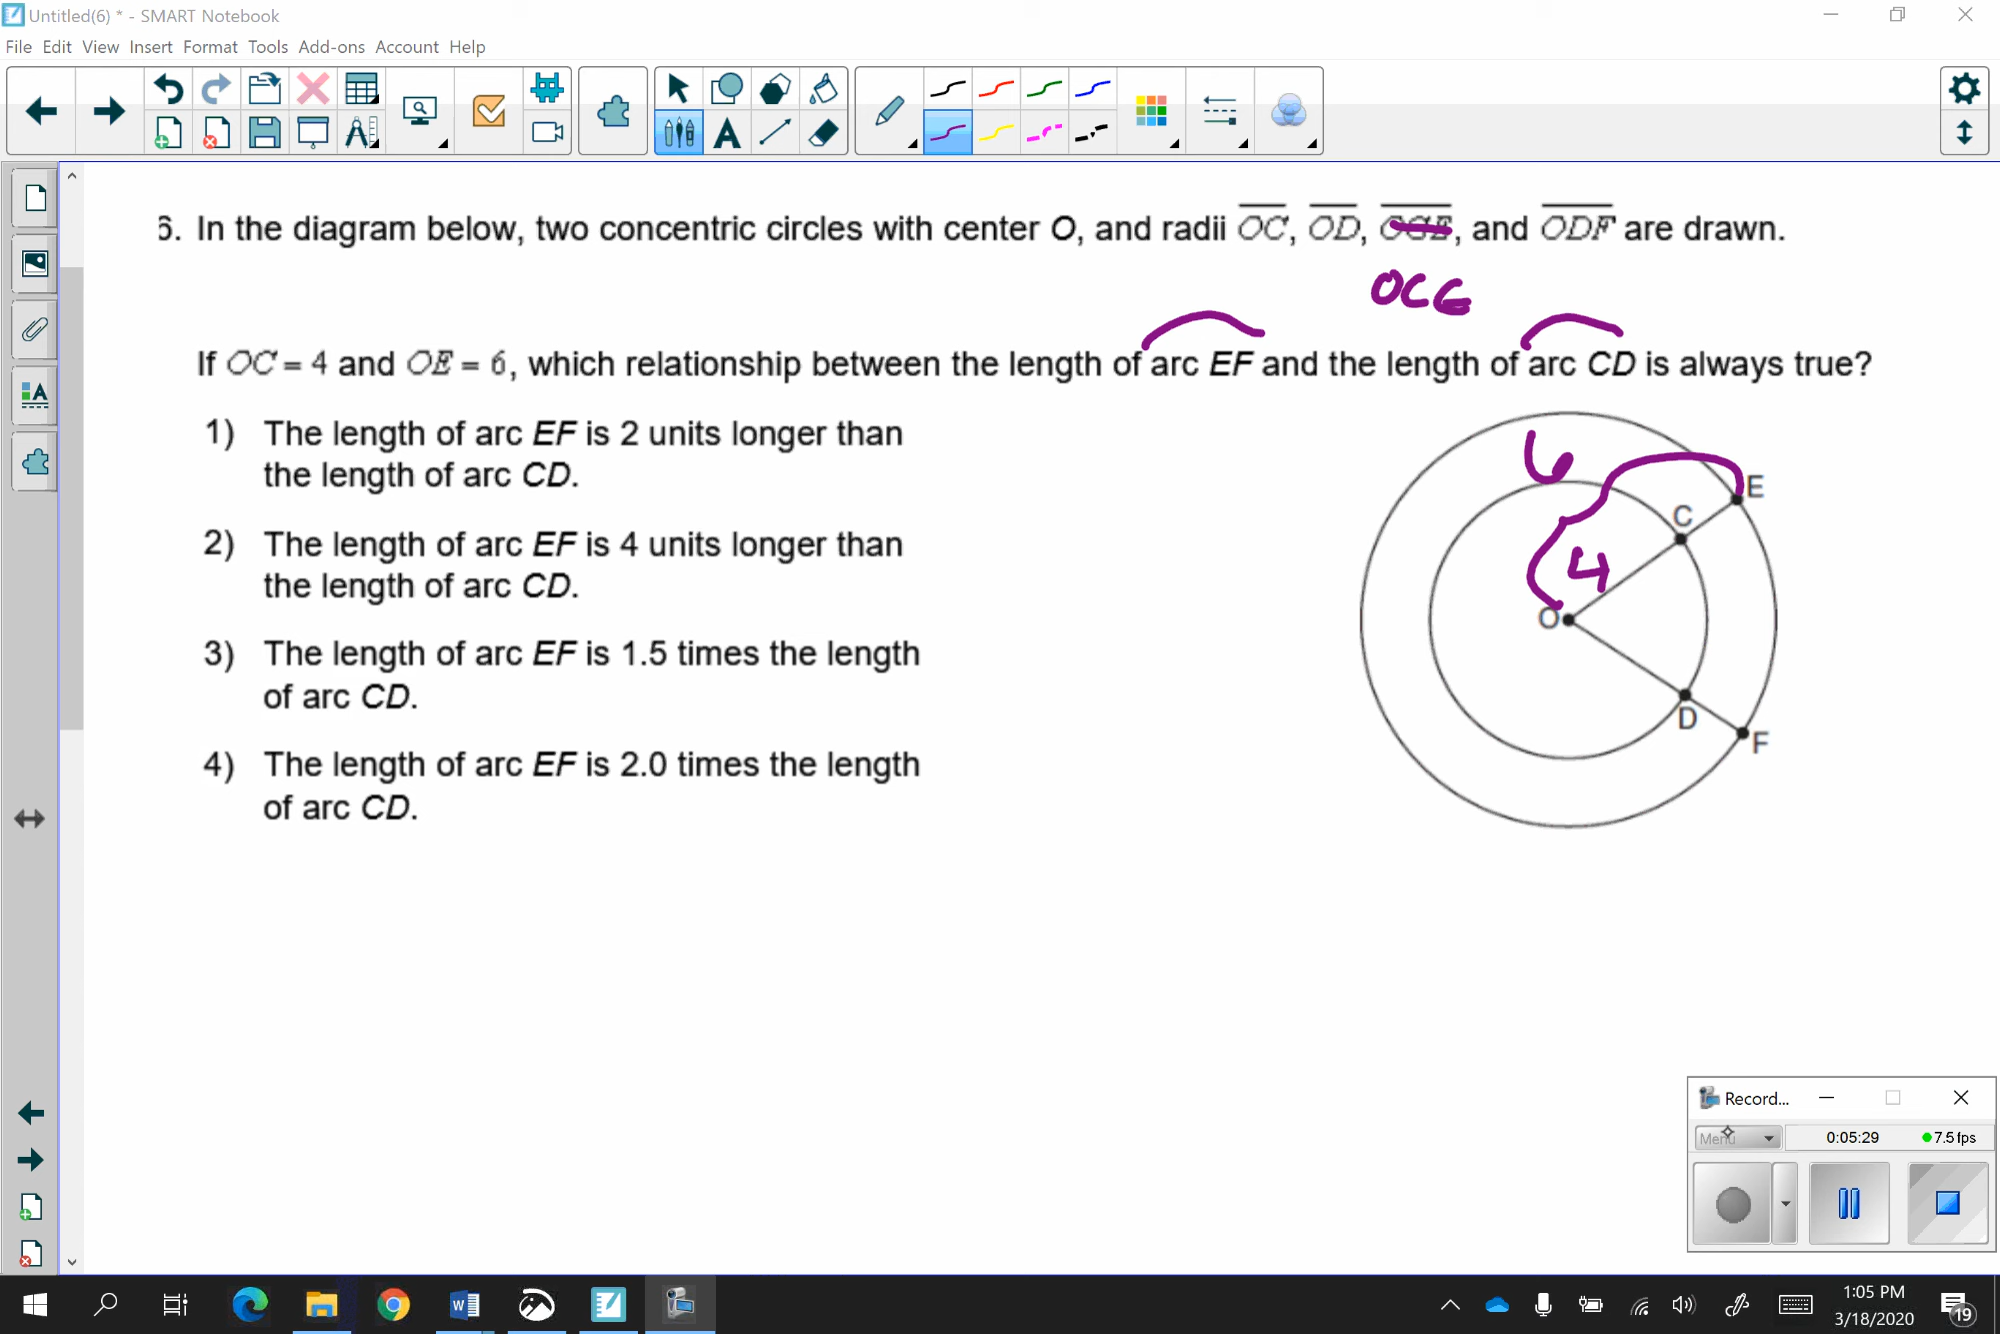 Untitled(6) * - SMART Notebook
File Edit View Insert Format Tools Add-ons Account Help
6. In the diagram below, two concentric circles with center O, and radii OC, OD, OGE, and ODF are drawn.
OCE
If OC = 4 and OE = 6, which relationship between the length of arc EF and the length of arc CD is always true?
1) The length of arc EF is 2 units longer than
the length of arc CD.
2) The length of arc EF is 4 units longer than
the length of arc CD.
3) The length of arc EF is 1.5 times the length
of arc CD.
4) The length of arc EF is 2.0 times the length
of arc CD.
6
E
C
4
O
D
F
Record...
Menu
0:05:29
7.5 fps
1:05 PM
3/18/2020
19